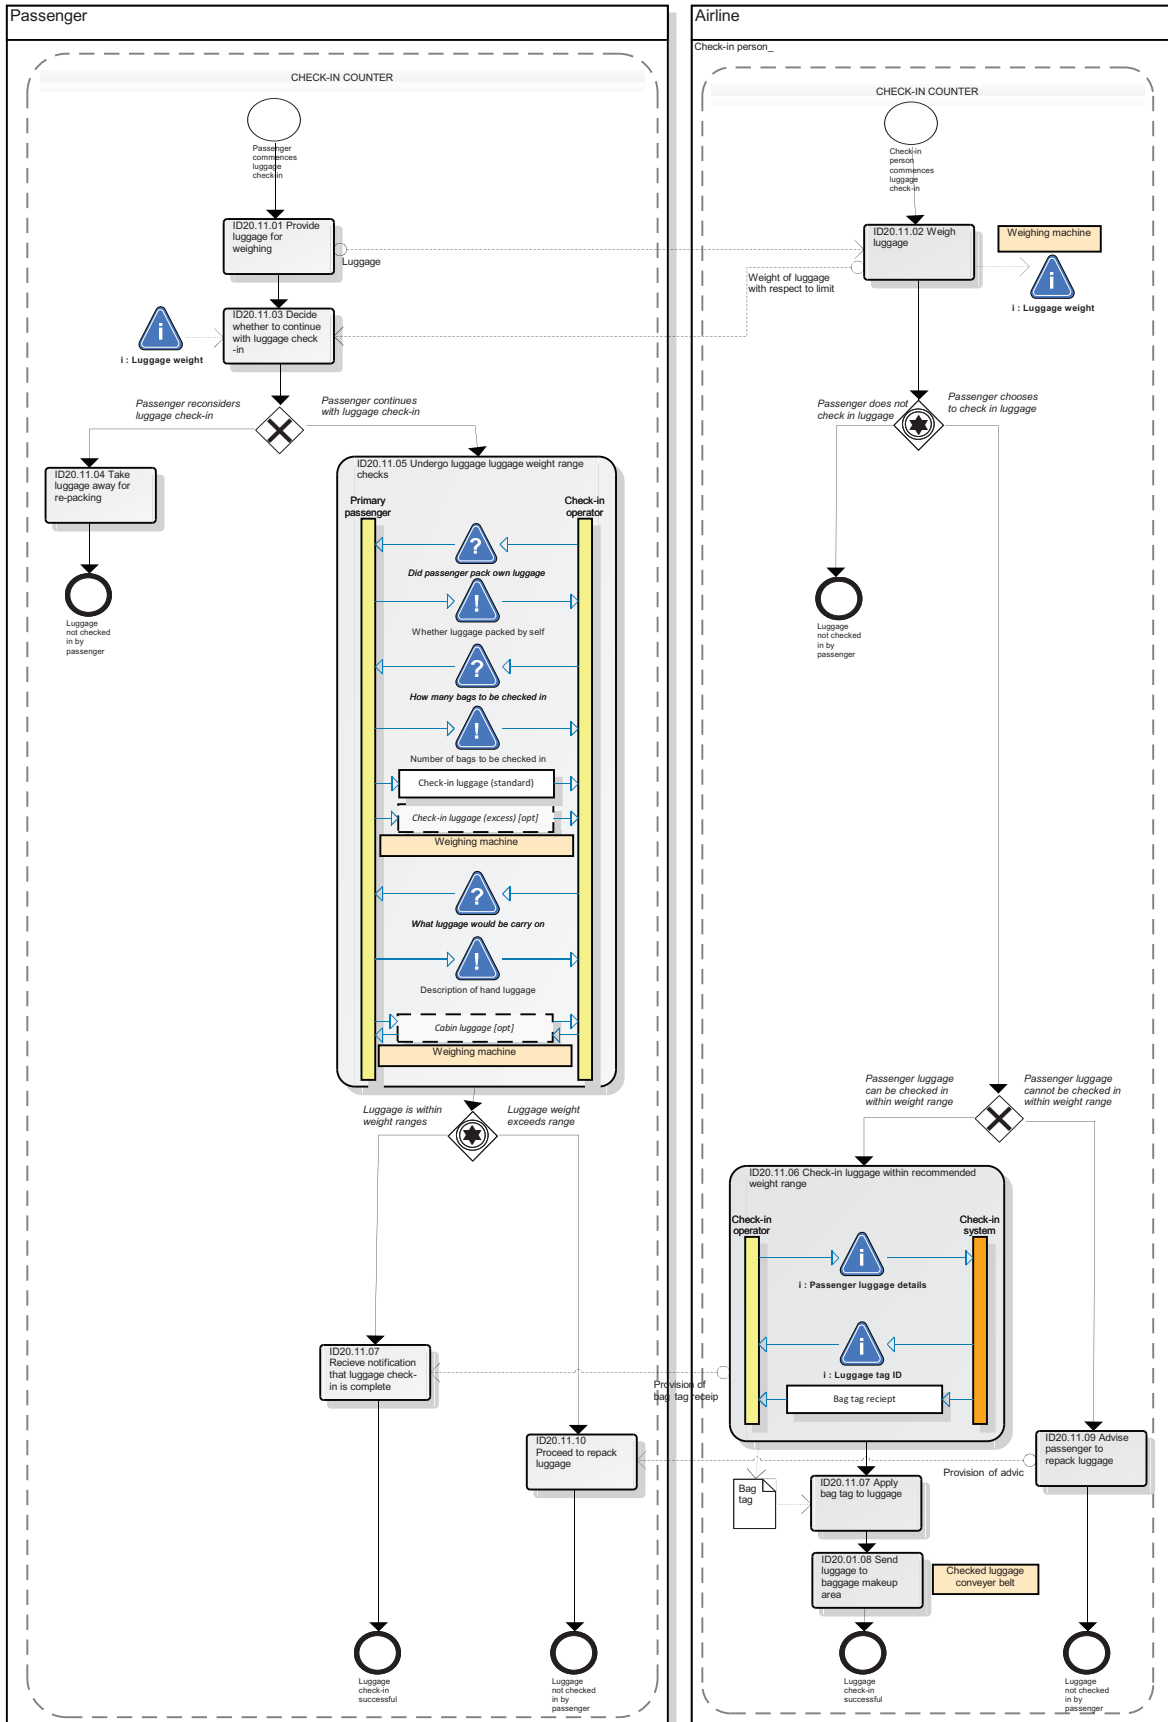 Passenger
CHECK-IN COUNTER
Passenger
commences
luggage
check-in
ID20.11.01 Provide
luggage for
weighing
Luggage
ID20.11.03 Decide
whether to continue
with luggage check
-in
i : Luggage weight
Passenger reconsiders
luggage check-in
Passenger continues
with luggage check-in
ID20.11.04 Take
luggage away for
re-packing
Luggage
not checked
in by
passenger
ID20.11.05 Undergo luggage luggage weight range
checks
Primary
passenger
Check-in
operator
?
Did passenger pack own luggage
!
Whether luggage packed by self
?
How many bags to be checked in
!
Number of bags to be checked in
Check-in luggage (standard)
Check-in luggage (excess) [opt]
Weighing machine
?
What luggage would be carry on
!
Description of hand luggage
Cabin luggage [opt]
Weighing machine
Luggage is within
weight ranges
Luggage weight
exceeds range
ID20.11.07
Recieve notification
that luggage check-
in is complete
ID20.11.10
Proceed to repack
luggage
Luggage
check-in
successful
Luggage
not checked
in by
passenger
Airline
Check-in person_
CHECK-IN COUNTER
Check-in
person
commences
luggage
check-in
ID20.11.02 Weigh
luggage
Weighing machine
i
i : Luggage weight
Weight of luggage
with respect to limit
Passenger does not
check in luggage
Passenger chooses
to check in luggage
Luggage
not checked
in by
passenger
Passenger luggage
can be checked in
within weight range
Passenger luggage
cannot be checked in
within weight range
ID20.11.06 Check-in luggage within recommended
weight range
Check-in
operator
Check-in
system
i
i : Passenger luggage details
i
i : Luggage tag ID
Bag tag reciept
Provision of
bag tag receip
ID20.11.09 Advise
passenger to
repack luggage
Provision of advic
Bag
tag
ID20.11.07 Apply
bag tag to luggage
ID20.01.08 Send
luggage to
baggage makeup
area
Checked luggage
conveyer belt
Luggage
check-in
successful
Luggage
not checked
in by
passenger